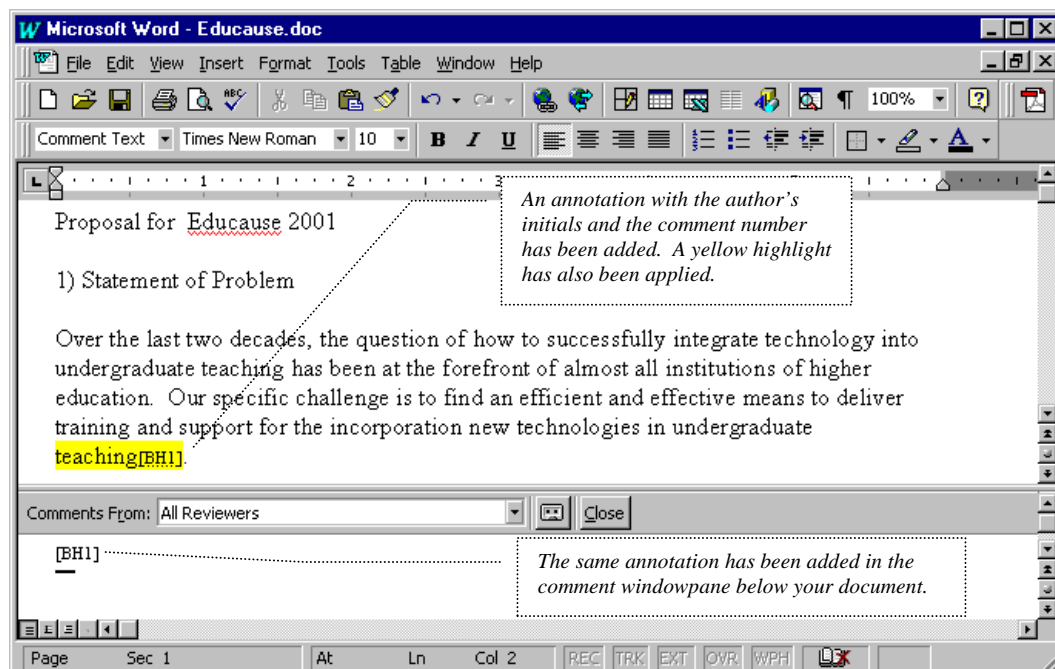 Microsoft Word - Educause.doc
File Edit View Insert Format Tools Table Window Help
ABC 100%
Comment Text Times New Roman 10 B I U A
1 2 3
An annotation with the author's
initials and the comment number
has been added. A yellow highlight
has also been applied.
Proposal for Educause 2001
1) Statement of Problem
Over the last two decades, the question of how to successfully integrate technology into
undergraduate teaching has been at the forefront of almost all institutions of higher
education. Our specific challenge is to find an efficient and effective means to deliver
training and support for the incorporation new technologies in undergraduate
teaching[BH1].
Comments From: All Reviewers Close
[BH1]
The same annotation has been added in the
comment windowpane below your document.
Page Sec 1 At Ln Col 2 REC TRK EXT OVR WPH